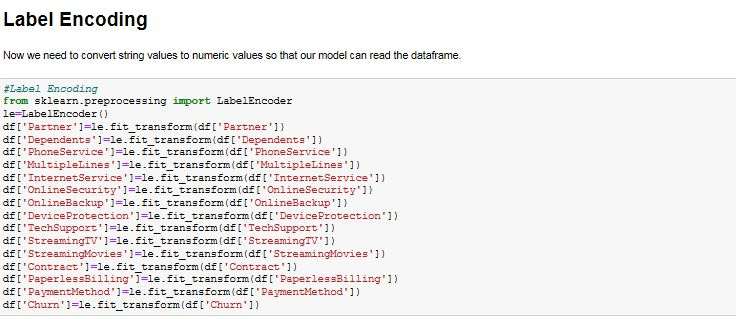 Label Encoding
Now we need to convert string values to numeric values so that our model can read the dataframe.
#Label Encoding
from sklearn.preprocessing import LabelEncoder
le=LabelEncoder()
df['Partner']=le.fit_transform(df['Partner'])
df['Dependents']=le.fit_transform(df['Dependents'])
df['PhoneService']=le.fit_transform(df['PhoneService'])
df['MultipleLines']=le.fit_transform(df['MultipleLines'])
df['InternetService']=le.fit_transform(df['InternetService'])
df['OnlineSecurity']=le.fit_transform(df['OnlineSecurity'])
df['OnlineBackup']=le.fit_transform(df['OnlineBackup'])
df['DeviceProtection']=le.fit_transform(df['DeviceProtection'])
df['TechSupport']=le.fit_transform(df['TechSupport'])
df['StreamingTV']=le.fit_transform(df['StreamingTV'])
df['StreamingMovies']=le.fit_transform(df['StreamingMovies'])
df['Contract']=le.fit_transform(df['Contract'])
df['PaperlessBilling']=le.fit_transform(df['PaperlessBilling'])
df['PaymentMethod']=le.fit_transform(df['PaymentMethod'])
df['Churn']=le.fit_transform(df['Churn'])